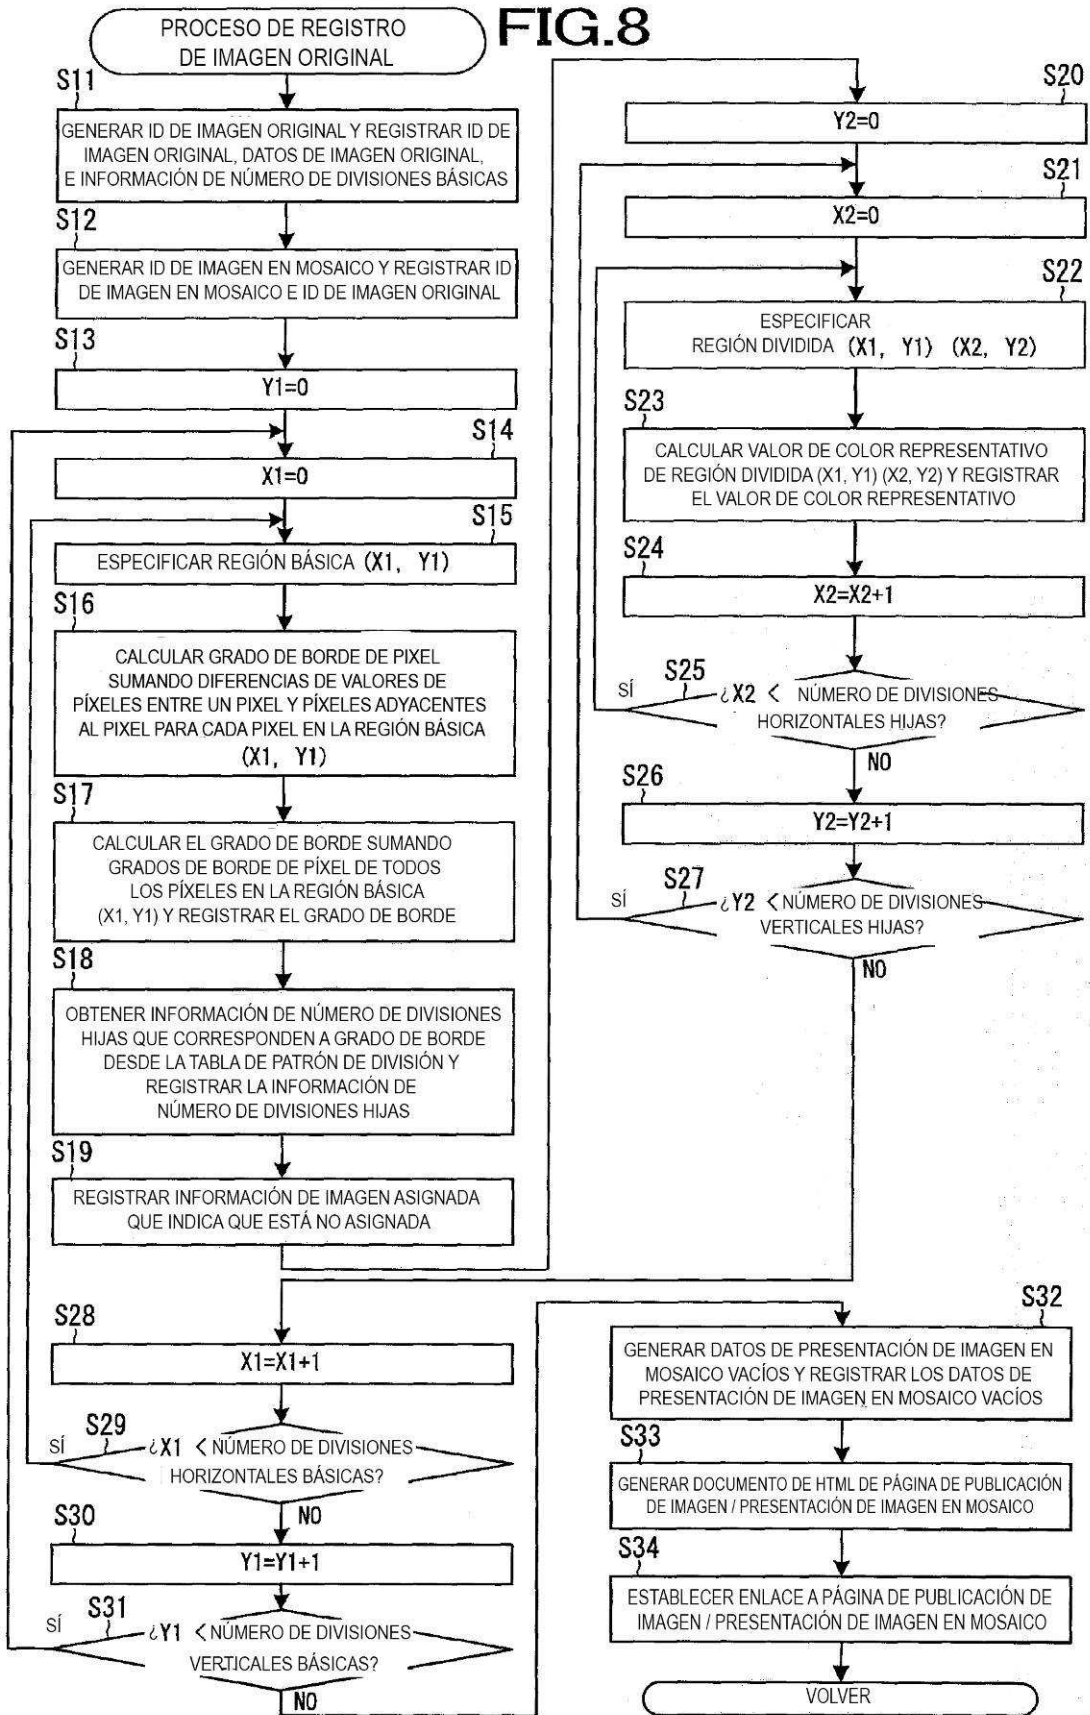 FIG.8
PROCESO DE REGISTRO
DE IMAGEN ORIGINAL
S11
GENERAR ID DE IMAGEN ORIGINAL Y REGISTRAR ID DE
IMAGEN ORIGINAL, DATOS DE IMAGEN ORIGINAL,
E INFORMACIÓN DE NÚMERO DE DIVISIONES BÁSICAS
S12
GENERAR ID DE IMAGEN EN MOSAICO Y REGISTRAR ID
DE IMAGEN EN MOSAICO E ID DE IMAGEN ORIGINAL
S13
Y1=0
S14
X1=0
S15
ESPECIFICAR REGIÓN BÁSICA (X1, Y1)
S16
CALCULAR GRADO DE BORDE DE PIXEL
SUMANDO DIFERENCIAS DE VALORES DE
PÍXELES ENTRE UN PIXEL Y PÍXELES ADYACENTES
AL PIXEL PARA CADA PIXEL EN LA REGIÓN BÁSICA
(X1, Y1)
S17
CALCULAR EL GRADO DE BORDE SUMANDO
GRADOS DE BORDE DE PÍXEL DE TODOS
LOS PÍXELES EN LA REGIÓN BÁSICA
(X1, Y1) Y REGISTRAR EL GRADO DE BORDE
S18
OBTENER INFORMACIÓN DE NÚMERO DE DIVISIONES
HIJAS QUE CORRESPONDEN A GRADO DE BORDE
DESDE LA TABLA DE PATRÓN DE DIVISIÓN Y
REGISTRAR LA INFORMACIÓN DE
NÚMERO DE DIVISIONES HIJAS
S19
REGISTRAR INFORMACIÓN DE IMAGEN ASIGNADA
QUE INDICA QUE ESTÁ NO ASIGNADA
S20
Y2=0
S21
X2=0
S22
ESPECIFICAR
REGIÓN DIVIDIDA (X1, Y1) (X2, Y2)
S23
CALCULAR VALOR DE COLOR REPRESENTATIVO
DE REGIÓN DIVIDIDA (X1, Y1) (X2, Y2) Y REGISTRAR
EL VALOR DE COLOR REPRESENTATIVO
S24
X2=X2+1
S25
SÍ
¿X2 < NÚMERO DE DIVISIONES
HORIZONTALES HIJAS?
NO
S26
Y2=Y2+1
S27
SÍ
¿Y2 < NÚMERO DE DIVISIONES
VERTICALES HIJAS?
NO
S28
X1=X1+1
S29
SÍ
¿X1 < NÚMERO DE DIVISIONES
HORIZONTALES BÁSICAS?
NO
S30
Y1=Y1+1
S31
SÍ
¿Y1 < NÚMERO DE DIVISIONES
VERTICALES BÁSICAS?
NO
S32
GENERAR DATOS DE PRESENTACIÓN DE IMAGEN EN
MOSAICO VACÍOS Y REGISTRAR LOS DATOS DE
PRESENTACIÓN DE IMAGEN EN MOSAICO VACÍOS
S33
GENERAR DOCUMENTO DE HTML DE PÁGINA DE PUBLICACIÓN
DE IMAGEN / PRESENTACIÓN DE IMAGEN EN MOSAICO
S34
ESTABLECER ENLACE A PÁGINA DE PUBLICACIÓN DE
IMAGEN / PRESENTACIÓN DE IMAGEN EN MOSAICO
VOLVER